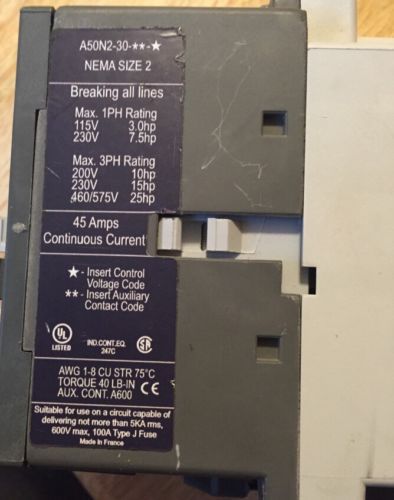 A50N2-30-**-★
NEMA SIZE 2
Breaking all lines
Max. 1PH Rating
115V 3.0hp
230V 7.5hp
Max. 3PH Rating
200V 10hp
230V 15hp
460/575V 25hp
45 Amps
Continuous Current
★- Insert Control
Voltage Code
**- Insert Auxiliary
Contact Code
UL
LISTED
IND.CONT.EQ.
247C
SA
AWG 1-8 CU STR 75°C
TORQUE 40 LB-IN
AUX. CONT. A600
CE
Suitable for use on a circuit capable of
delivering not more than 5KA rms,
600V max, 100A Type J Fuse
Made in France